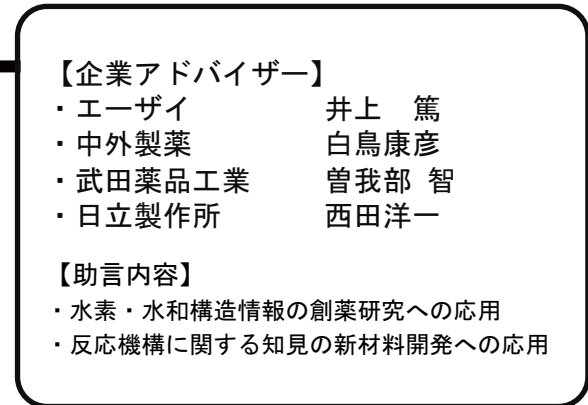 【企業アドバイザー】
・エーザイ　　　　井上　篤
・中外製薬　　　　白鳥康彦
・武田薬品工業　　曽我部 智
・日立製作所　　　西田洋一
【助言内容】
・水素・水和構造情報の創薬研究への応用
・反応機構に関する知見の新材料開発への応用